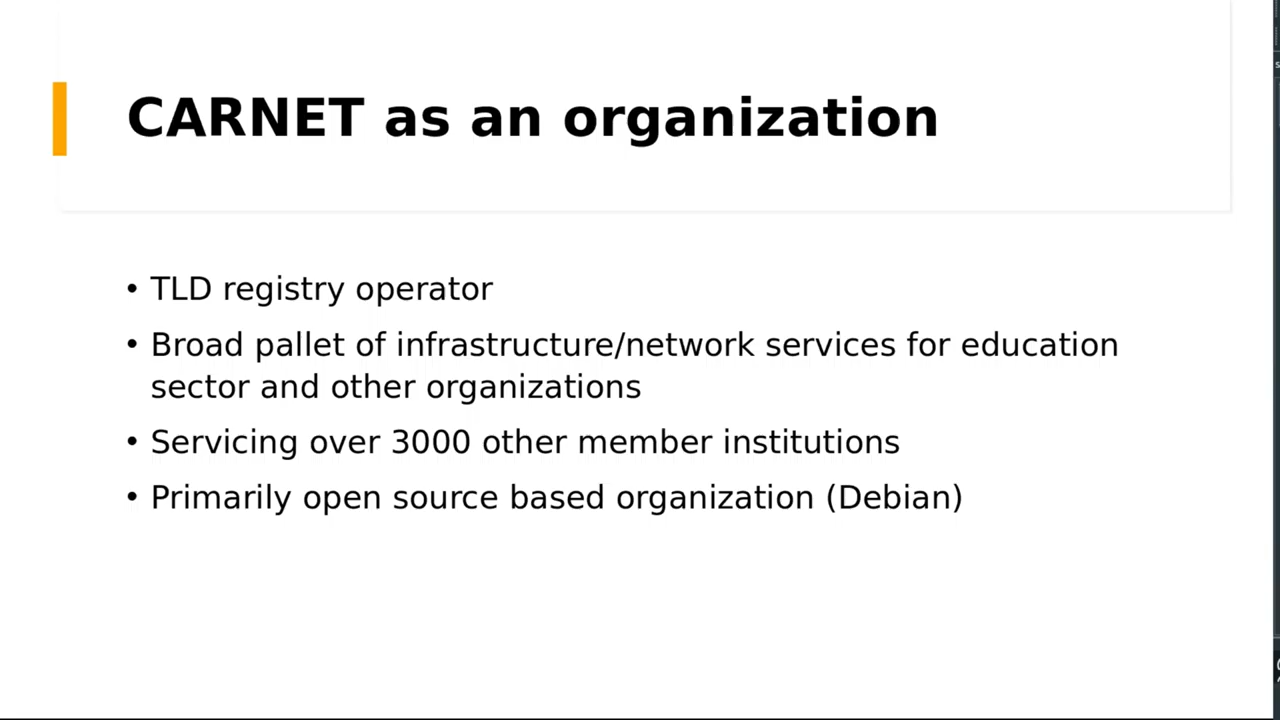 CARNET as an organization
• TLD registry operator
• Broad pallet of infrastructure/network services for education
sector and other organizations
• Servicing over 3000 other member institutions
• Primarily open source based organization (Debian)